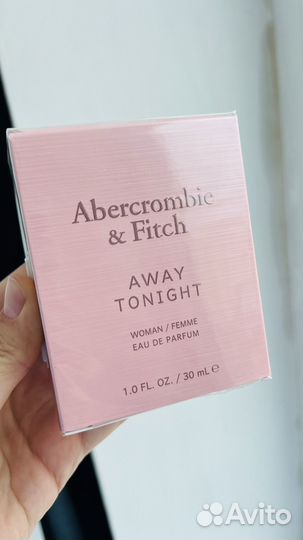 Abercrombie
& Fitch
AWAY
TONIGHT
WOMAN / FEMME
EAU DE PARFUM
1.0 FL. OZ. / 30 mL ℮
Avito